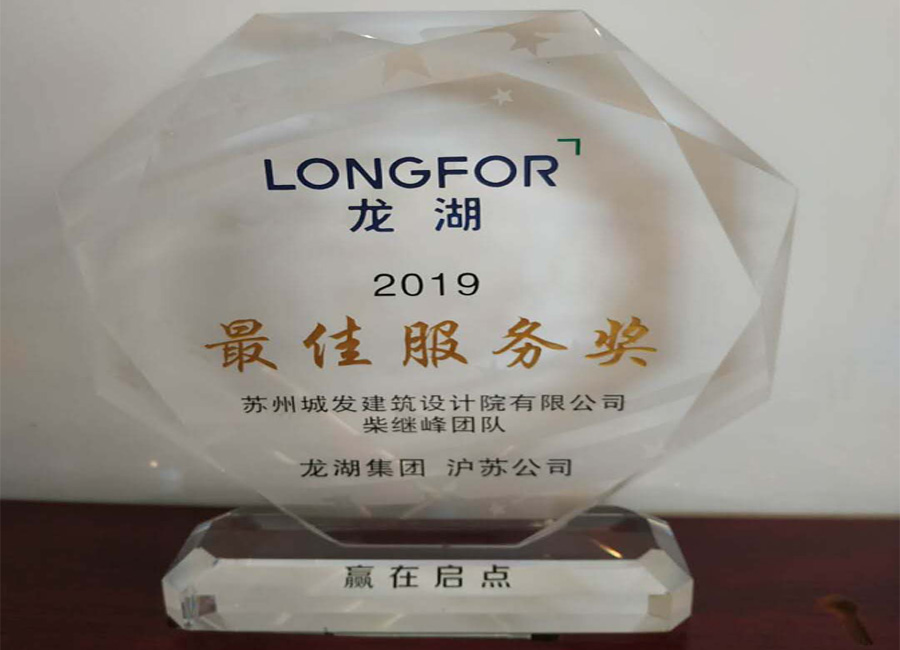 LONGFOR
龙湖
2019
最佳服务奖
苏州城发建筑设计院有限公司
柴继峰团队
龙湖集团 沪苏公司
赢在启点